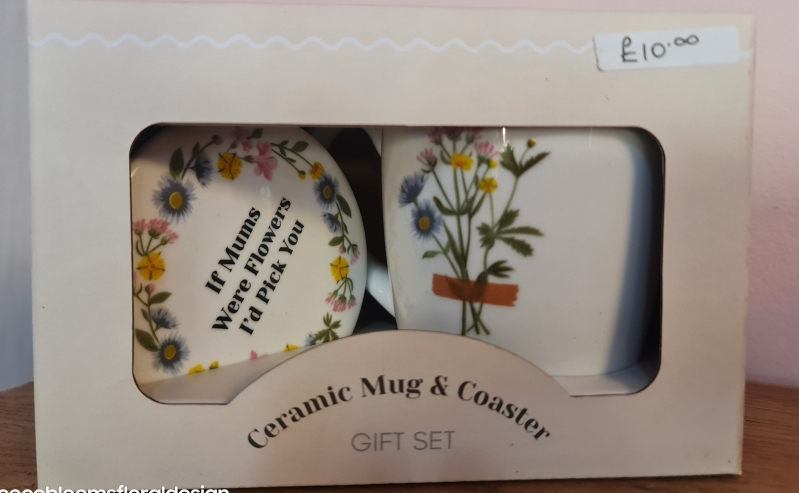 £10.00
If Mums
Were Flowers
I'd Pick You
Ceramic Mug & Coaster
GIFT SET